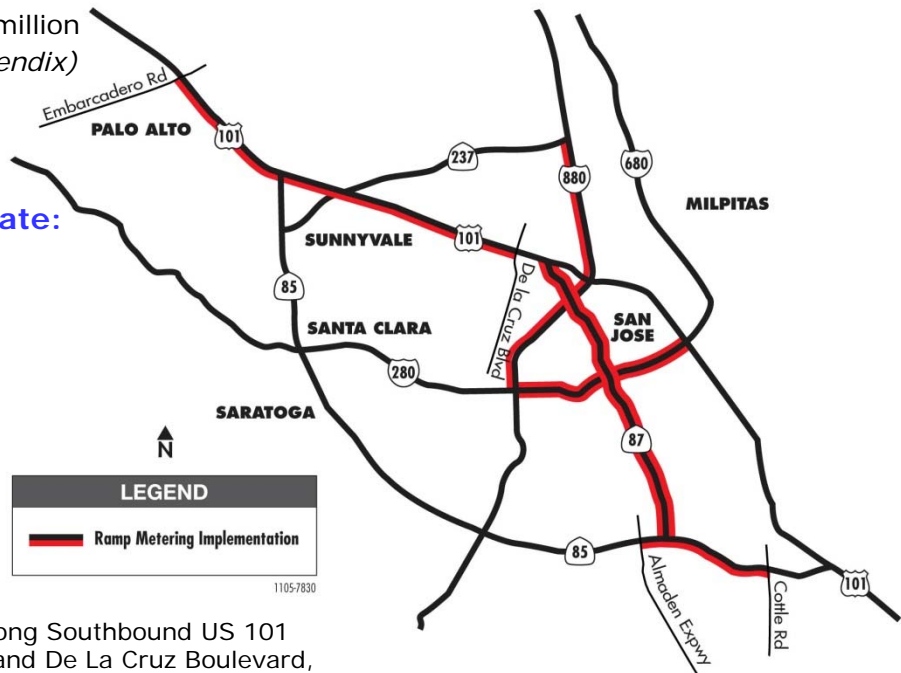 million
endix)
ate:
Embarcadero Rd
PALO ALTO
101
237
880
680
MILPITAS
SUNNYVALE
101
De la Cruz Blvd
85
SANTA CLARA
SAN
JOSE
280
SARATOGA
87
N
LEGEND
Ramp Metering Implementation
1105-7830
85
Almaden Expwy
Cottle Rd
101
ong Southbound US 101
and De La Cruz Boulevard,